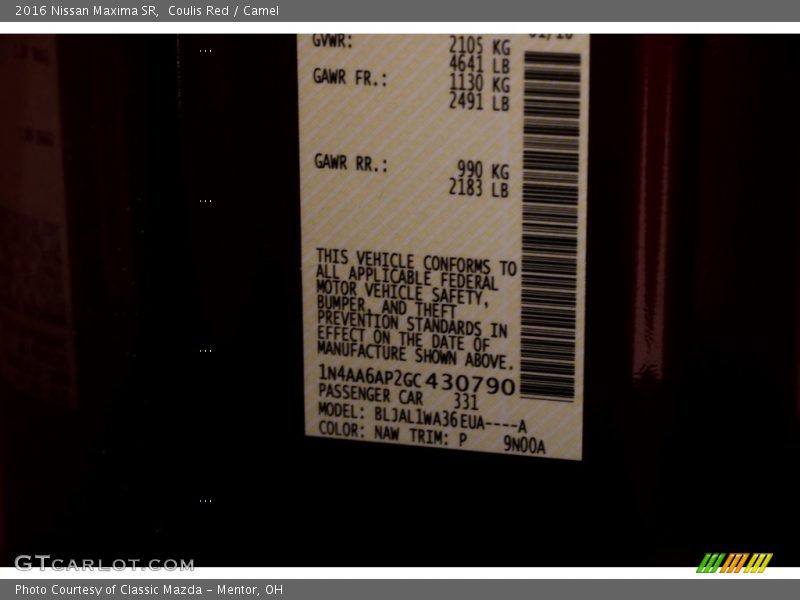 2016 Nissan Maxima SR, Coulis Red / Camel
GVWR: 2105 KG
4641 LB
GAWR FR.: 1130 KG
2491 LB
GAWR RR.: 990 KG
2183 LB
THIS VEHICLE CONFORMS TO
ALL APPLICABLE FEDERAL
MOTOR VEHICLE SAFETY,
BUMPER, AND THEFT
PREVENTION STANDARDS IN
EFFECT ON THE DATE OF
MANUFACTURE SHOWN ABOVE.
1N4AA6AP2GC430790
PASSENGER CAR 331
MODEL: BLJAL1WA36EUA----A
COLOR: NAW TRIM: P 9N00A
GTCARLOT.COM
Photo Courtesy of Classic Mazda - Mentor, OH